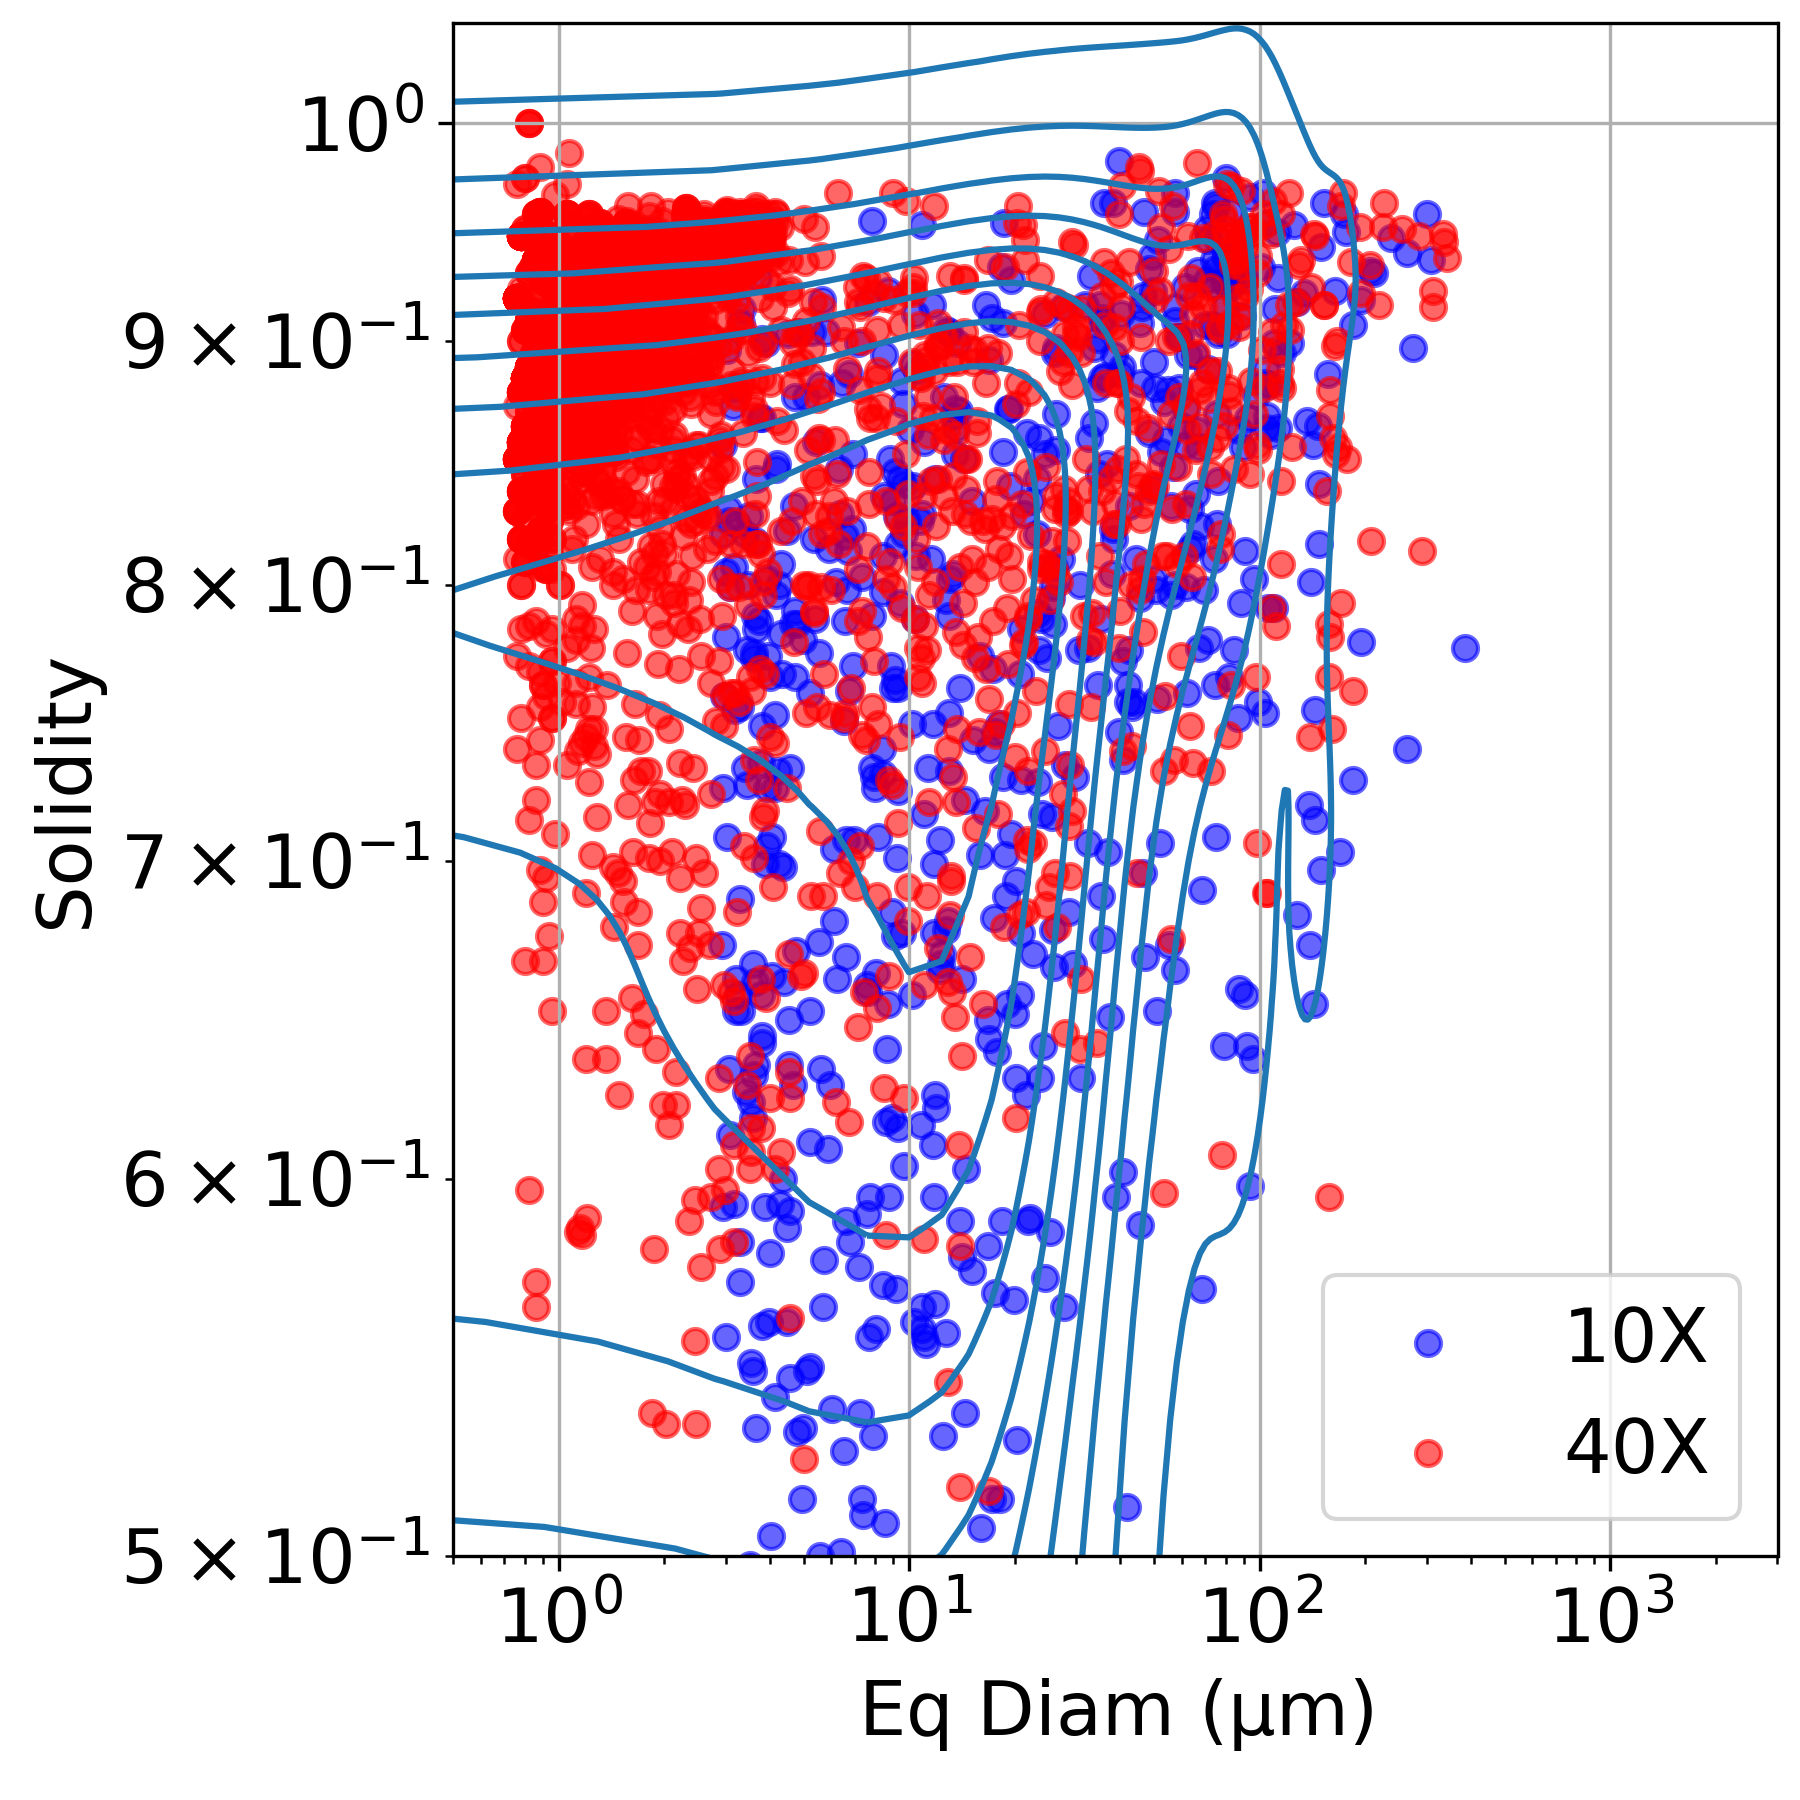 10⁰
9 × 10⁻¹
8 × 10⁻¹
7 × 10⁻¹
6 × 10⁻¹
5 × 10⁻¹
Solidity
10X
40X
10⁰ 10¹ 10² 10³
Eq Diam (μm)